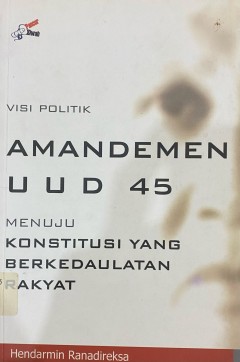 VISI POLITIK
AMANDEMEN
UUD 45
MENUJU
KONSTITUSI YANG
BERKEDAULATAN
RAKYAT
Hendarmin Ranadireksa